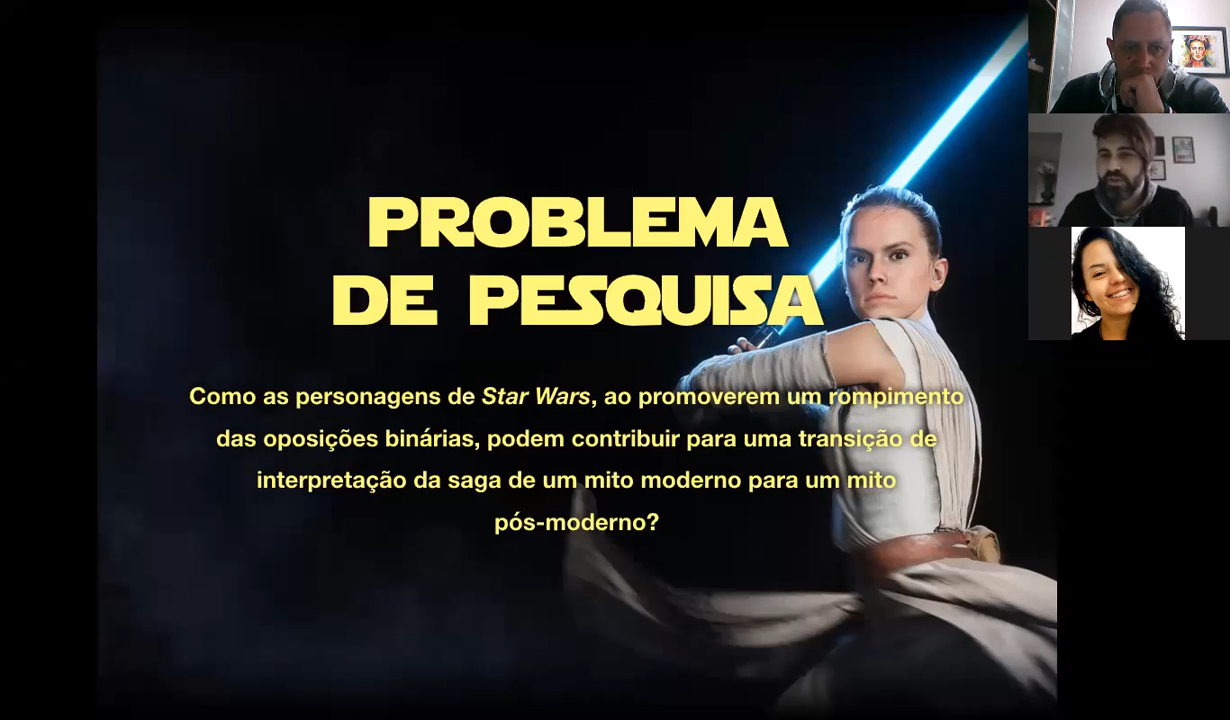 PROBLEMA
DE PESQUISA
Como as personagens de Star Wars, ao promoverem um rompimento
das oposições binárias, podem contribuir para uma transição de
interpretação da saga de um mito moderno para um mito
pós-moderno?